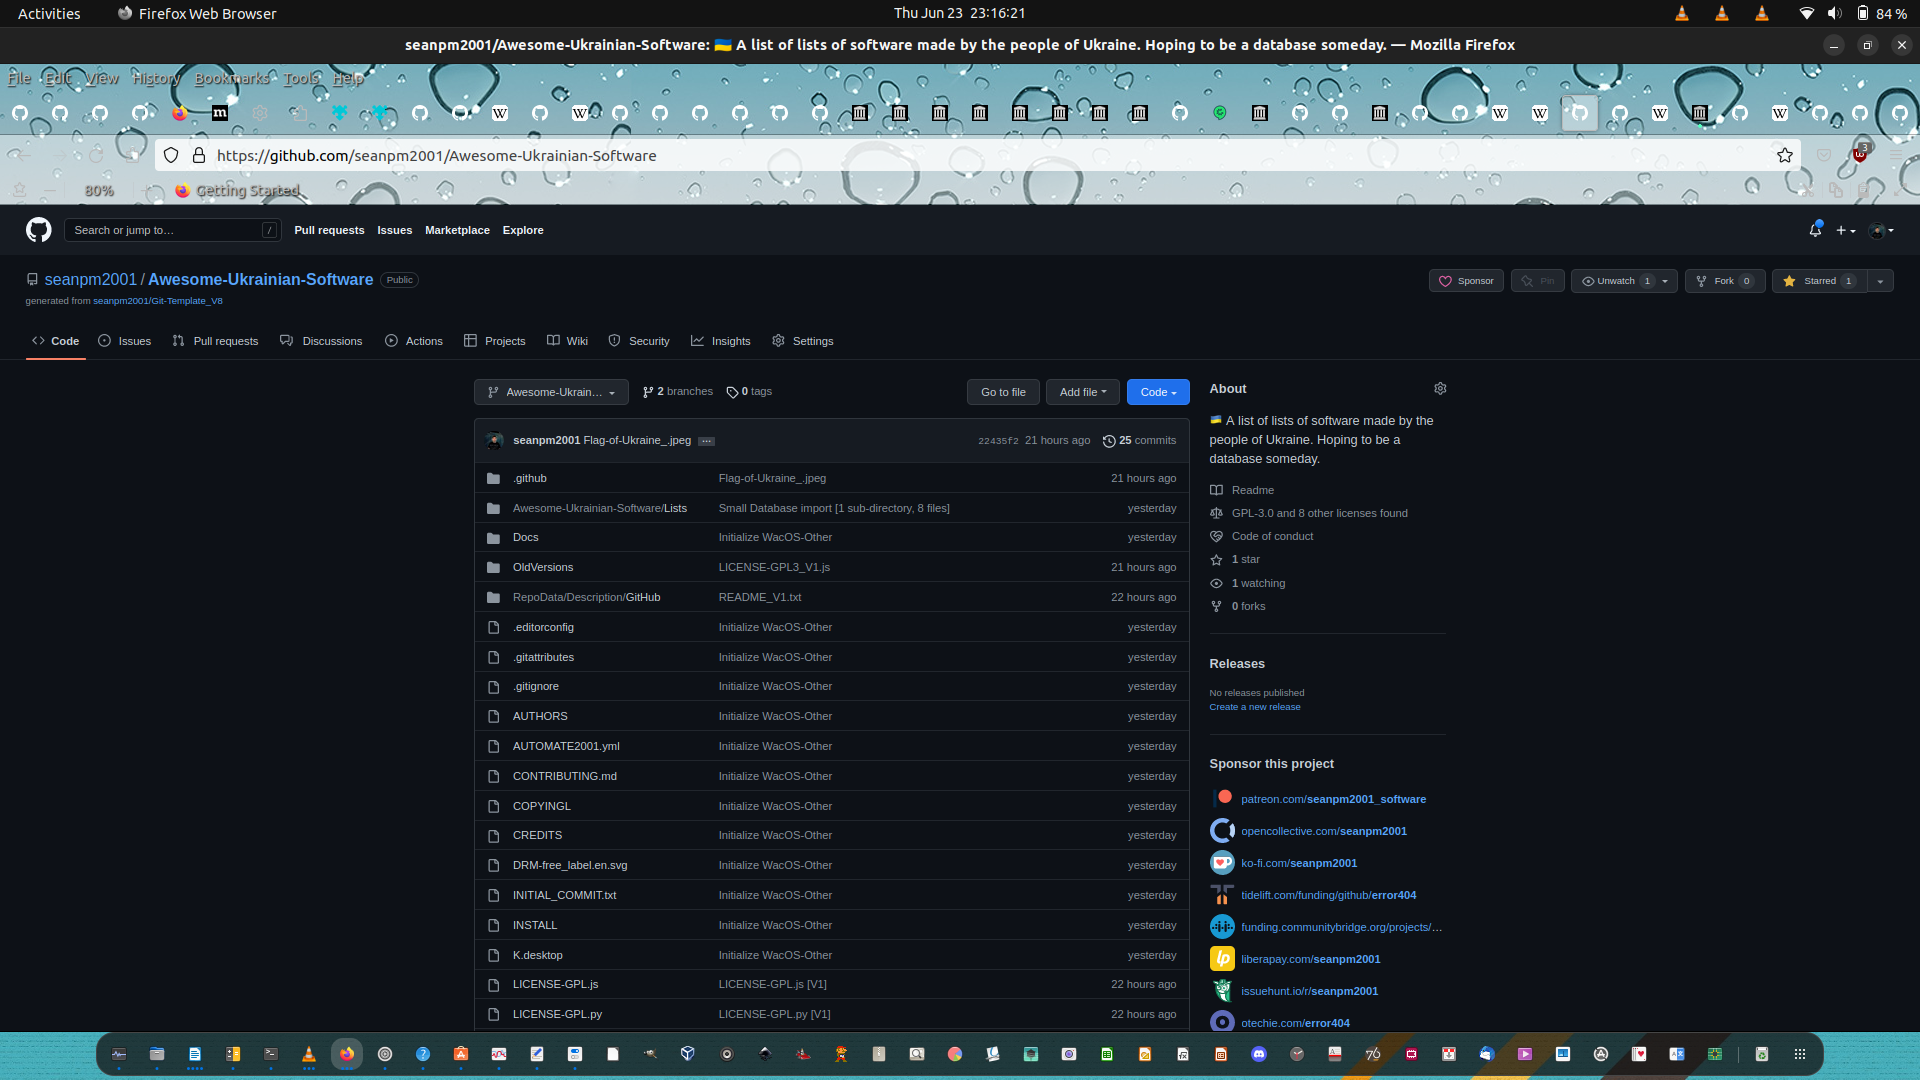 Activities
Firefox Web Browser
Thu Jun 23 23:16:21
84 %
seanpm2001/Awesome-Ukrainian-Software: 🇺🇦 A list of lists of software made by the people of Ukraine. Hoping to be a database someday. — Mozilla Firefox
File Edit View History Bookmarks Tools Help
https://github.com/seanpm2001/Awesome-Ukrainian-Software
3
80%
Getting Started
Search or jump to…
/
Pull requests Issues Marketplace Explore
seanpm2001 / Awesome-Ukrainian-Software Public
Sponsor
Pin
Unwatch 1
Fork 0
Starred 1
generated from seanpm2001/Git-Template_V8
Code Issues Pull requests Discussions Actions Projects Wiki Security Insights Settings
Awesome-Ukrain…
2 branches 0 tags
Go to file Add file Code
seanpm2001 Flag-of-Ukraine_.jpeg … 22435f2 21 hours ago 25 commits
.github Flag-of-Ukraine_.jpeg 21 hours ago
Awesome-Ukrainian-Software/Lists Small Database import [1 sub-directory, 8 files] yesterday
Docs Initialize WacOS-Other yesterday
OldVersions LICENSE-GPL3_V1.js 21 hours ago
RepoData/Description/GitHub README_V1.txt 22 hours ago
.editorconfig Initialize WacOS-Other yesterday
.gitattributes Initialize WacOS-Other yesterday
.gitignore Initialize WacOS-Other yesterday
AUTHORS Initialize WacOS-Other yesterday
AUTOMATE2001.yml Initialize WacOS-Other yesterday
CONTRIBUTING.md Initialize WacOS-Other yesterday
COPYINGL Initialize WacOS-Other yesterday
CREDITS Initialize WacOS-Other yesterday
DRM-free_label.en.svg Initialize WacOS-Other yesterday
INITIAL_COMMIT.txt Initialize WacOS-Other yesterday
INSTALL Initialize WacOS-Other yesterday
K.desktop Initialize WacOS-Other yesterday
LICENSE-GPL.js LICENSE-GPL.js [V1] 22 hours ago
LICENSE-GPL.py LICENSE-GPL.py [V1] 22 hours ago
About
🇺🇦 A list of lists of software made by the
people of Ukraine. Hoping to be a
database someday.
Readme
GPL-3.0 and 8 other licenses found
Code of conduct
1 star
1 watching
0 forks
Releases
No releases published
Create a new release
Sponsor this project
patreon.com/seanpm2001_software
opencollective.com/seanpm2001
ko-fi.com/seanpm2001
tidelift.com/funding/github/error404
funding.communitybridge.org/projects/…
liberapay.com/seanpm2001
issuehunt.io/r/seanpm2001
otechie.com/error404